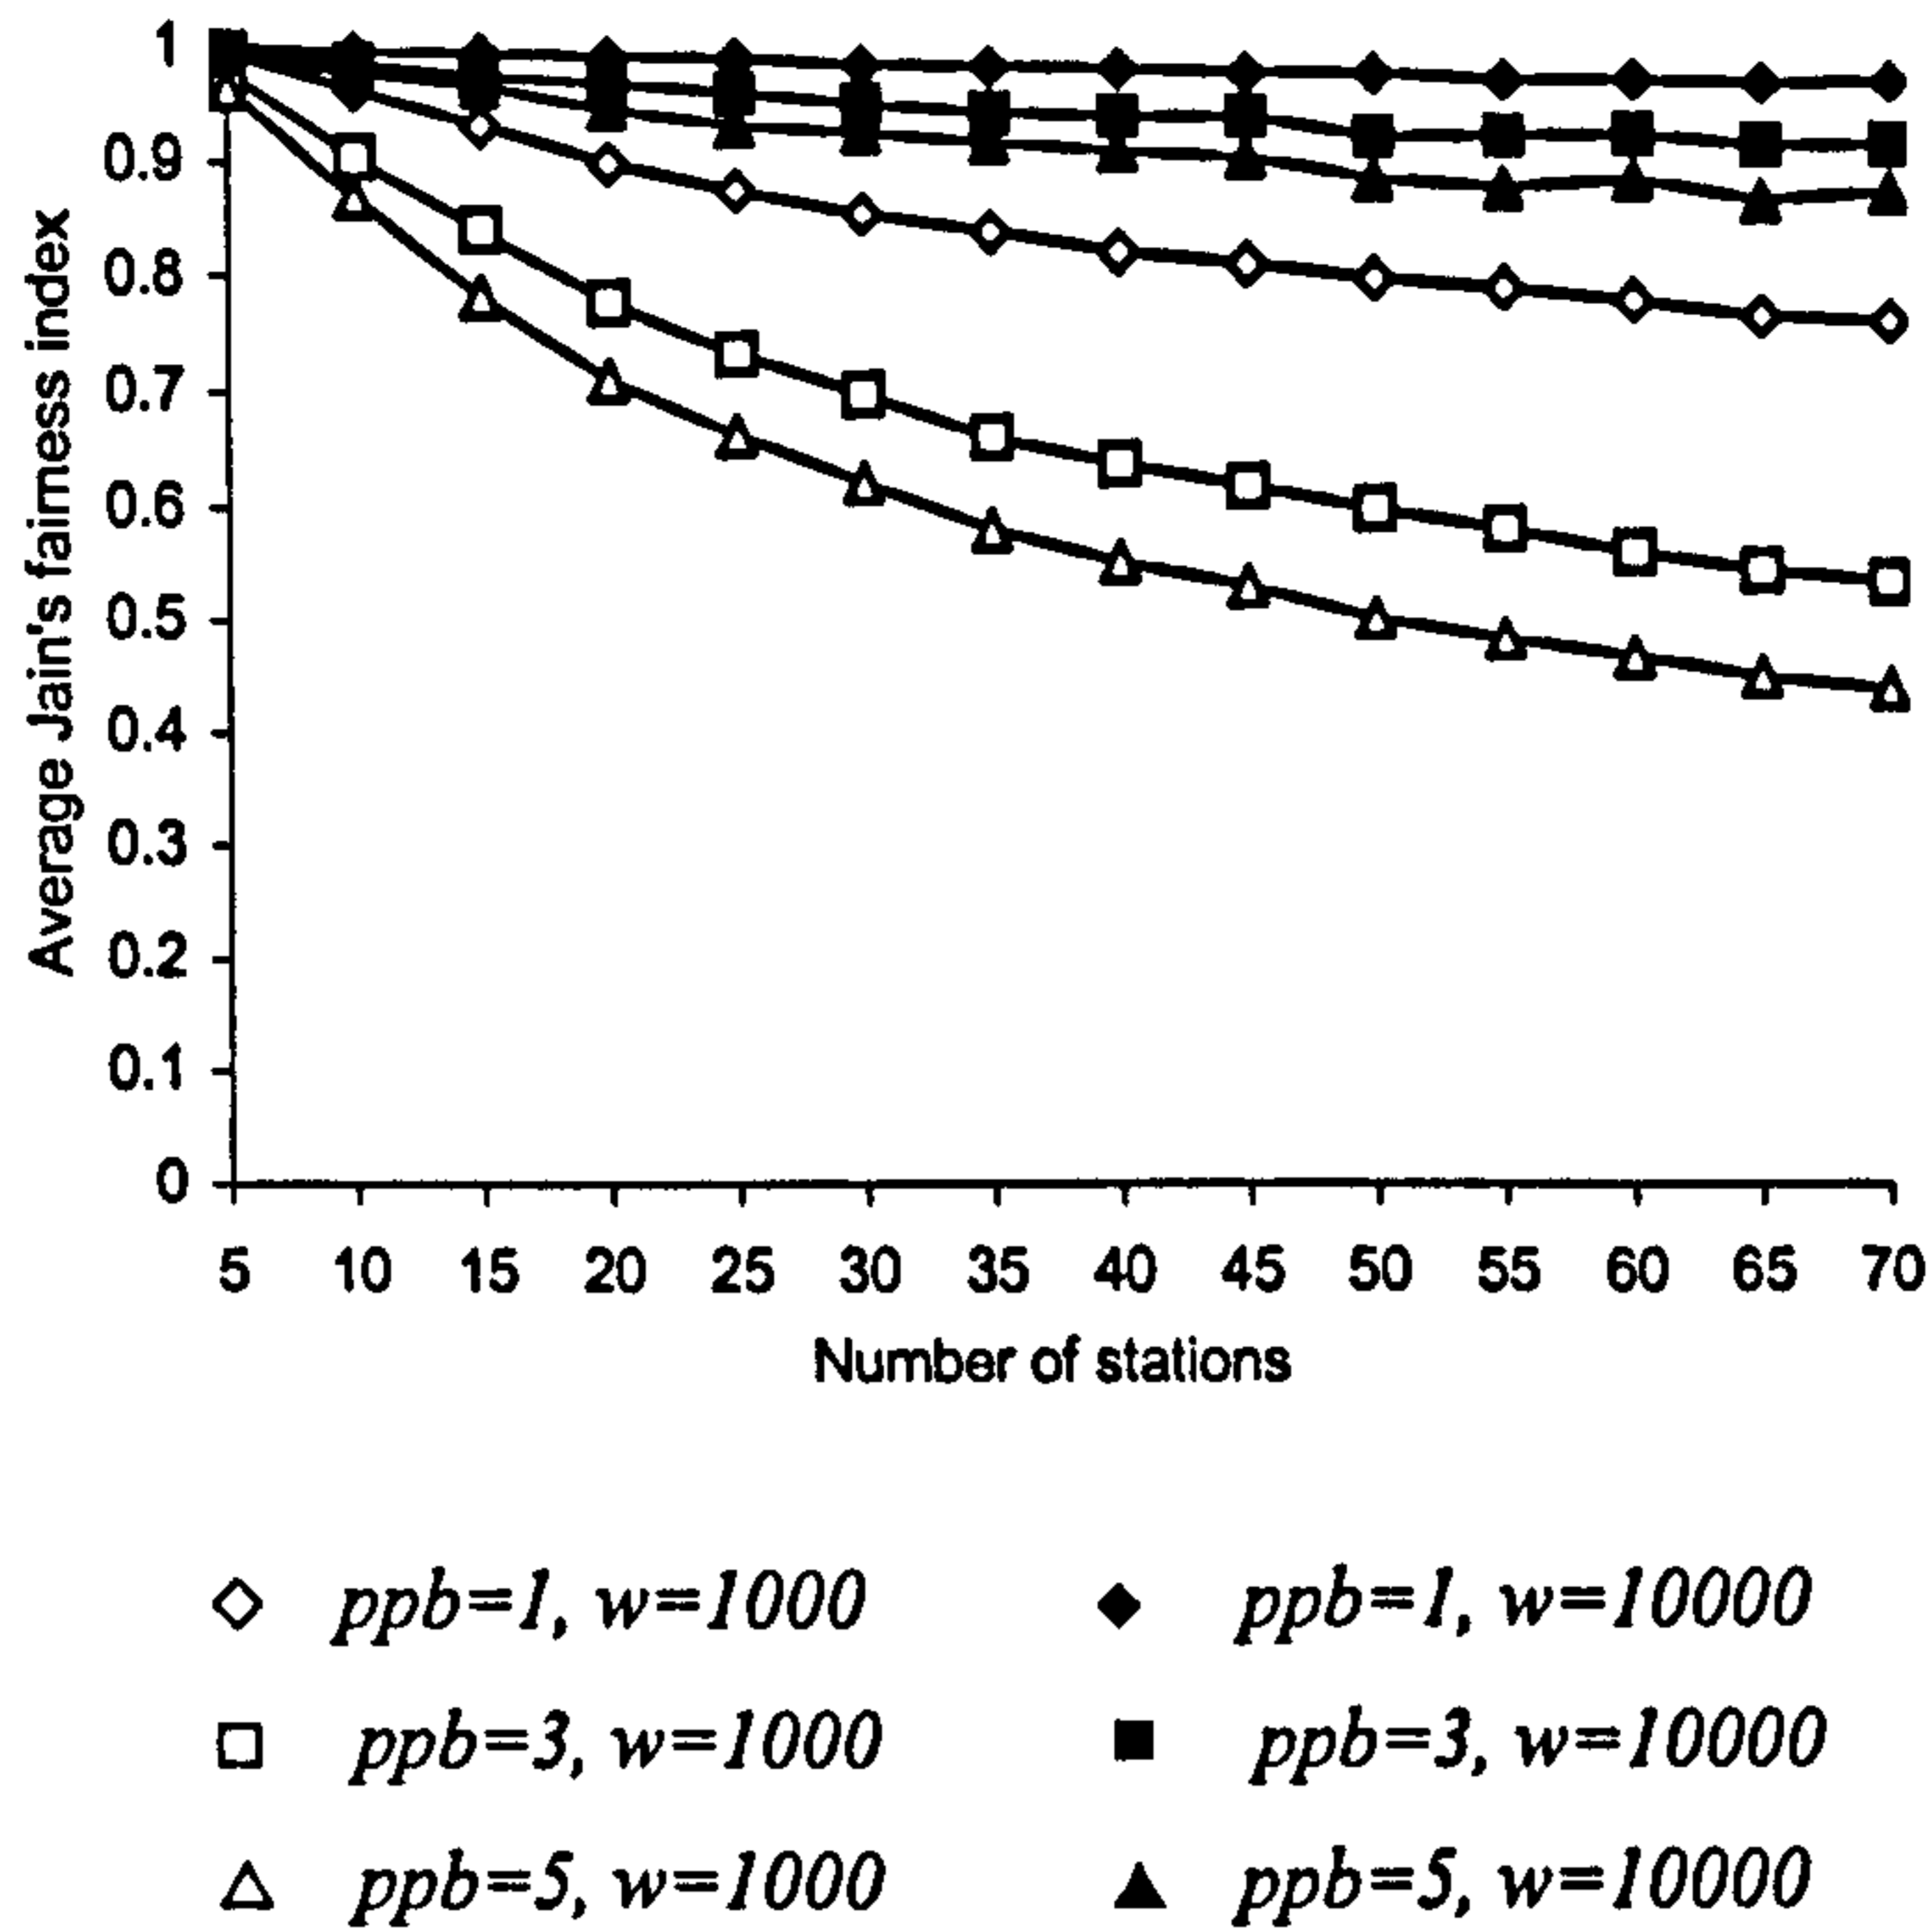 Average Jain's fairness index
1
0.9
0.8
0.7
0.6
0.5
0.4
0.3
0.2
0.1
0
5 10 15 20 25 30 35 40 45 50 55 60 65 70
Number of stations
ppb=1, w=1000 ppb=1, w=10000
ppb=3, w=1000 ppb=3, w=10000
ppb=5, w=1000 ppb=5, w=10000